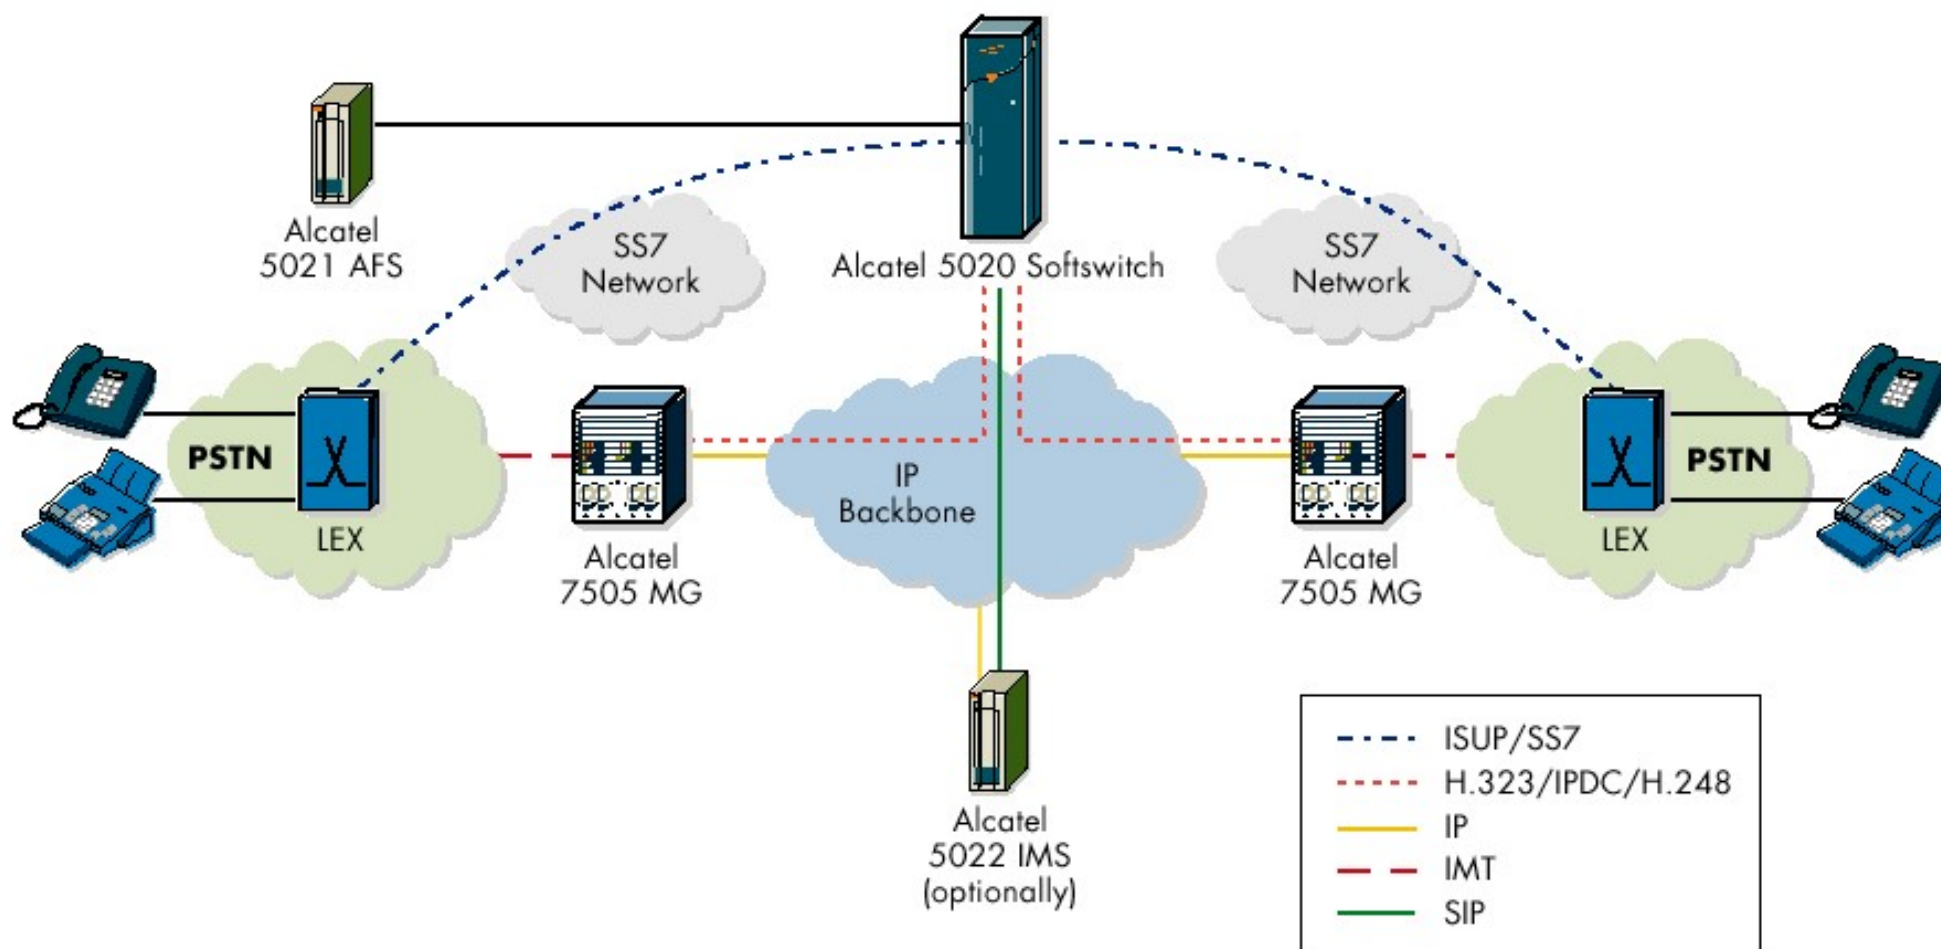 Alcatel
5021 AFS
SS7
Network
Alcatel 5020 Softswitch
SS7
Network
PSTN
LEX
Alcatel
7505 MG
IP
Backbone
Alcatel
7505 MG
PSTN
LEX
Alcatel
5022 IMS
(optionally)
ISUP/SS7
H.323/IPDC/H.248
IP
IMT
SIP